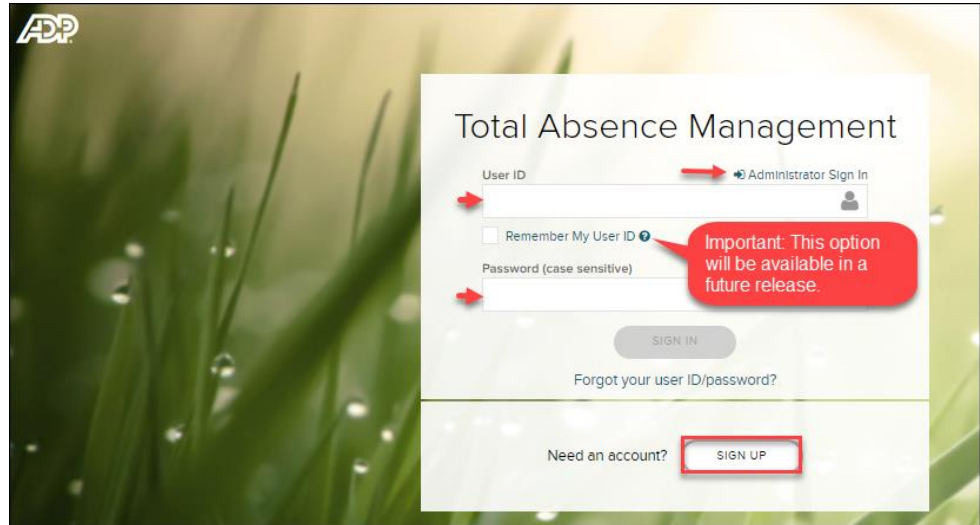 ADP
Total Absence Management
User ID
Administrator Sign In
Remember My User ID
Important: This option
will be available in a
future release.
Password (case sensitive)
SIGN IN
Forgot your user ID/password?
Need an account?
SIGN UP